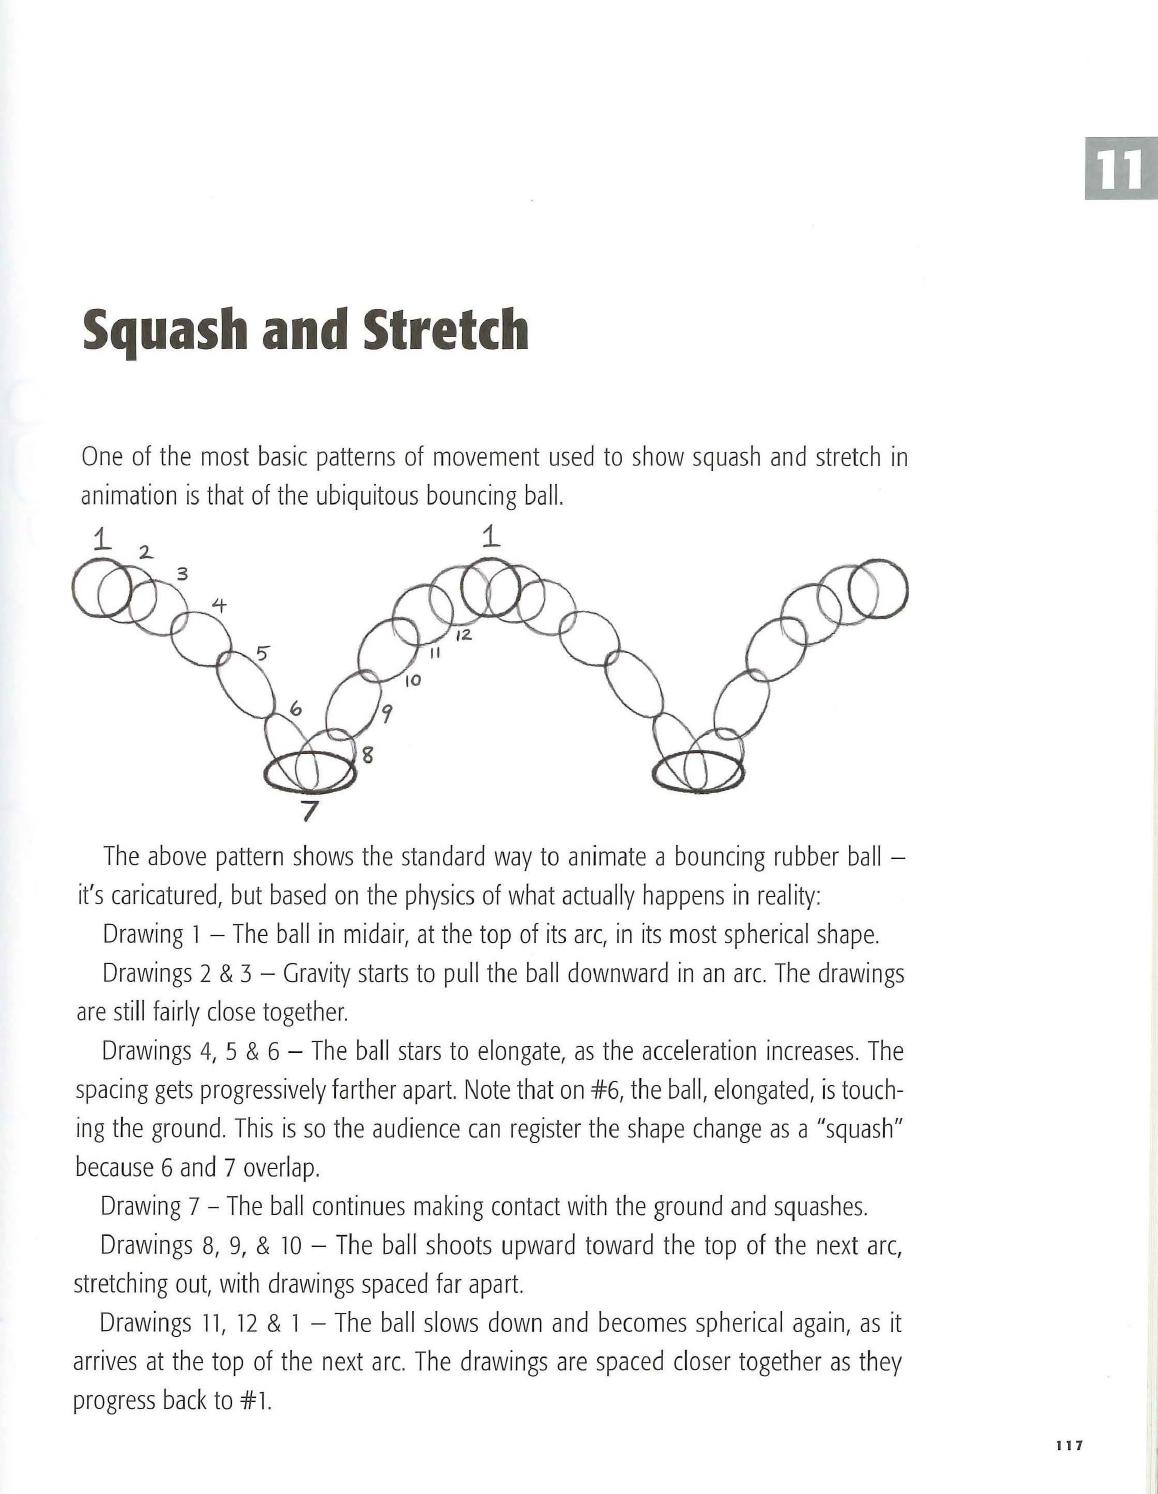 11
Squash and Stretch
One of the most basic patterns of movement used to show squash and stretch in
animation is that of the ubiquitous bouncing ball.
1
2
3
4
5
6
7
8
9
10
11
12
1
The above pattern shows the standard way to animate a bouncing rubber ball –
it's caricatured, but based on the physics of what actually happens in reality:
Drawing 1 – The ball in midair, at the top of its arc, in its most spherical shape.
Drawings 2 & 3 – Gravity starts to pull the ball downward in an arc. The drawings
are still fairly close together.
Drawings 4, 5 & 6 – The ball stars to elongate, as the acceleration increases. The
spacing gets progressively farther apart. Note that on #6, the ball, elongated, is touch-
ing the ground. This is so the audience can register the shape change as a "squash"
because 6 and 7 overlap.
Drawing 7 – The ball continues making contact with the ground and squashes.
Drawings 8, 9, & 10 – The ball shoots upward toward the top of the next arc,
stretching out, with drawings spaced far apart.
Drawings 11, 12 & 1 – The ball slows down and becomes spherical again, as it
arrives at the top of the next arc. The drawings are spaced closer together as they
progress back to #1.
117